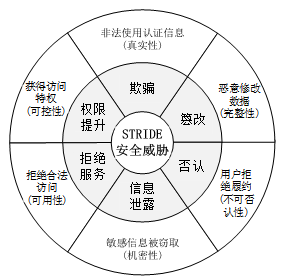 非法使用认证信息
(真实性)
获得访问
特权
(可控性)
恶意修改
数据
(完整性)
欺骗
权限
提升
篡改
STRIDE
安全威胁
拒绝
服务
否认
信息
泄露
拒绝合法
访问
(可用性)
用户拒
绝履约
(不可否
认性)
敏感信息被窃取
(机密性)